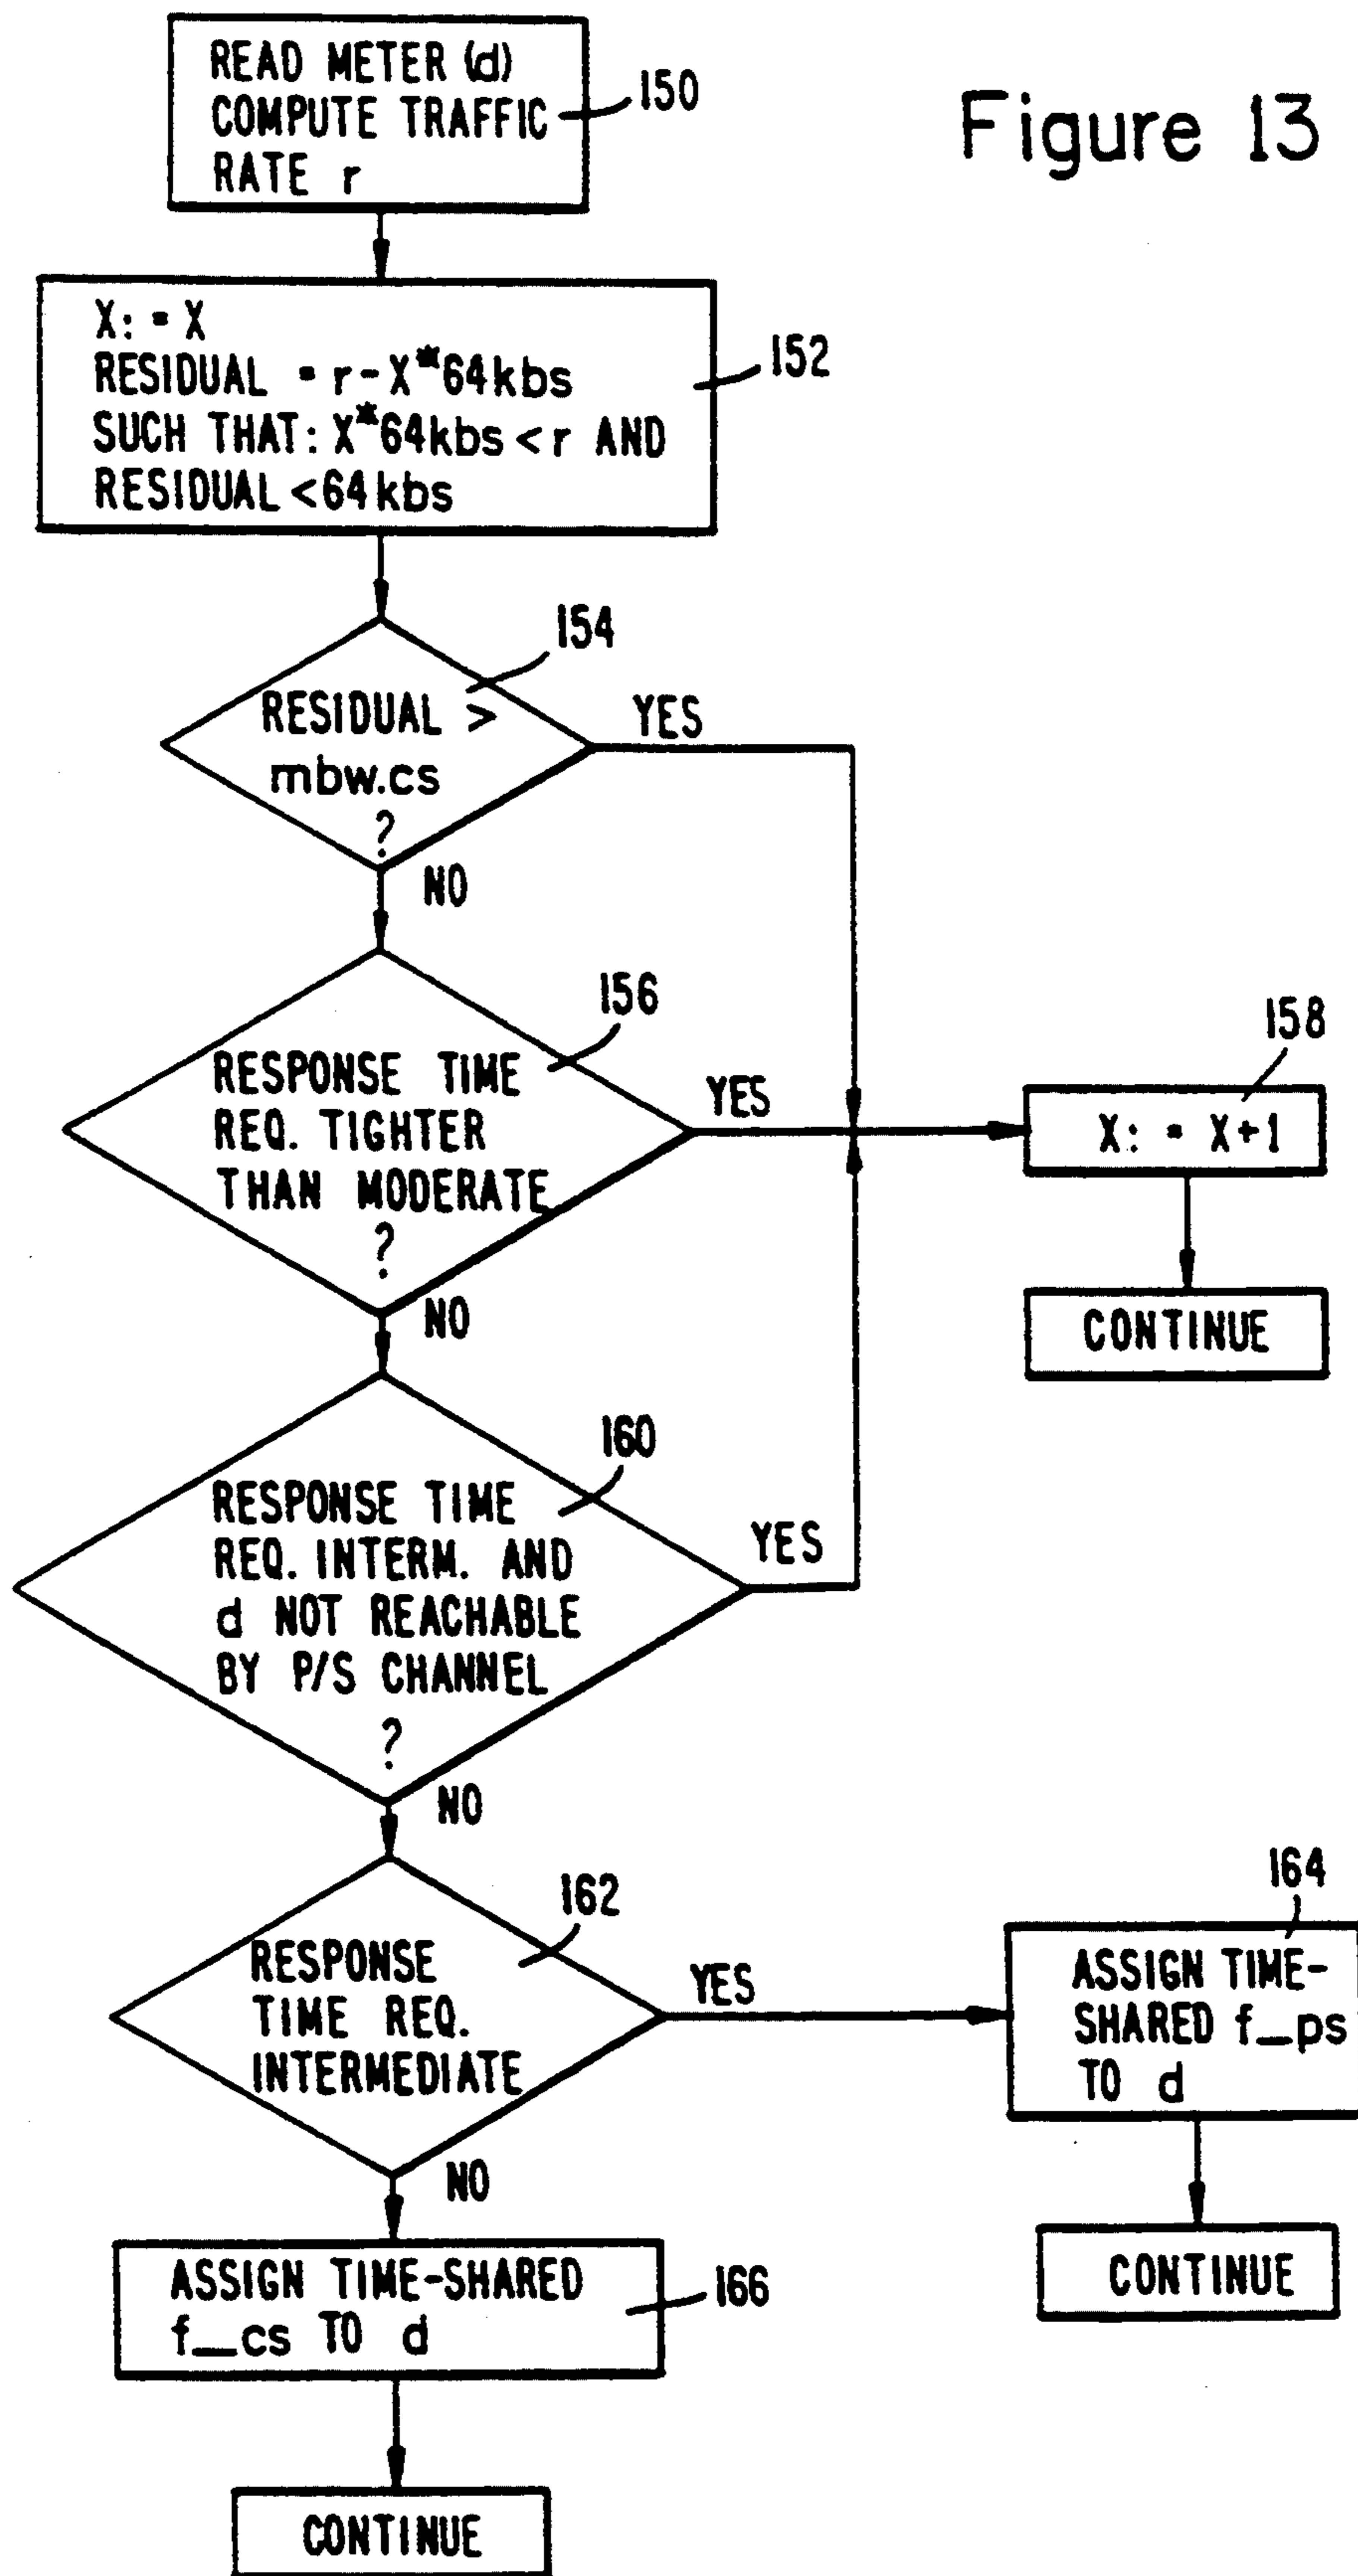 Figure 13
READ METER (d)
COMPUTE TRAFFIC
RATE r
150
X: = X
RESIDUAL = r-X*64kbs
SUCH THAT: X*64kbs < r AND
RESIDUAL <64kbs
152
154
RESIDUAL >
mbw.cs
?
YES
NO
156
RESPONSE TIME
REQ. TIGHTER
THAN MODERATE
?
YES
NO
158
X: = X+1
CONTINUE
160
RESPONSE TIME
REQ. INTERM. AND
d NOT REACHABLE
BY P/S CHANNEL
?
YES
NO
162
RESPONSE
TIME REQ.
INTERMEDIATE
YES
NO
164
ASSIGN TIME-
SHARED f_ps
TO d
CONTINUE
ASSIGN TIME-SHARED
f_cs TO d
166
CONTINUE